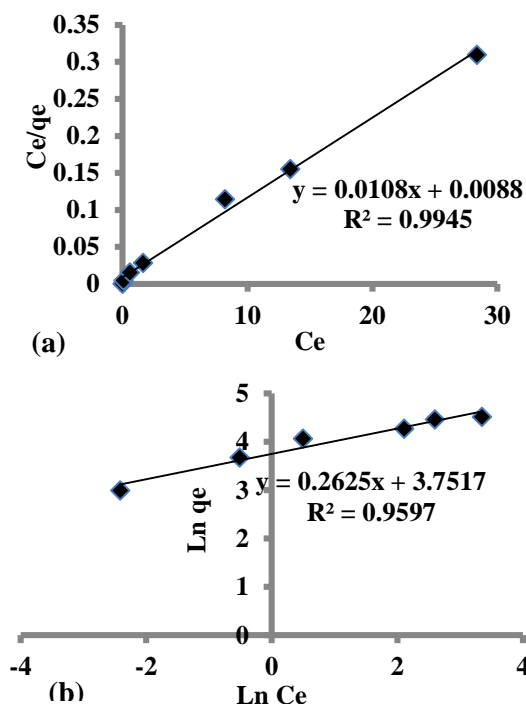 0.35
0.3
0.25
0.2
0.15
0.1
0.05
0
Ce/qe
y = 0.0108x + 0.0088
R² = 0.9945
0 10 20 30
(a) Ce
5
4
3
2
1
0
Ln qe
y = 0.2625x + 3.7517
R² = 0.9597
-4 -2 0 2 4
(b) Ln Ce